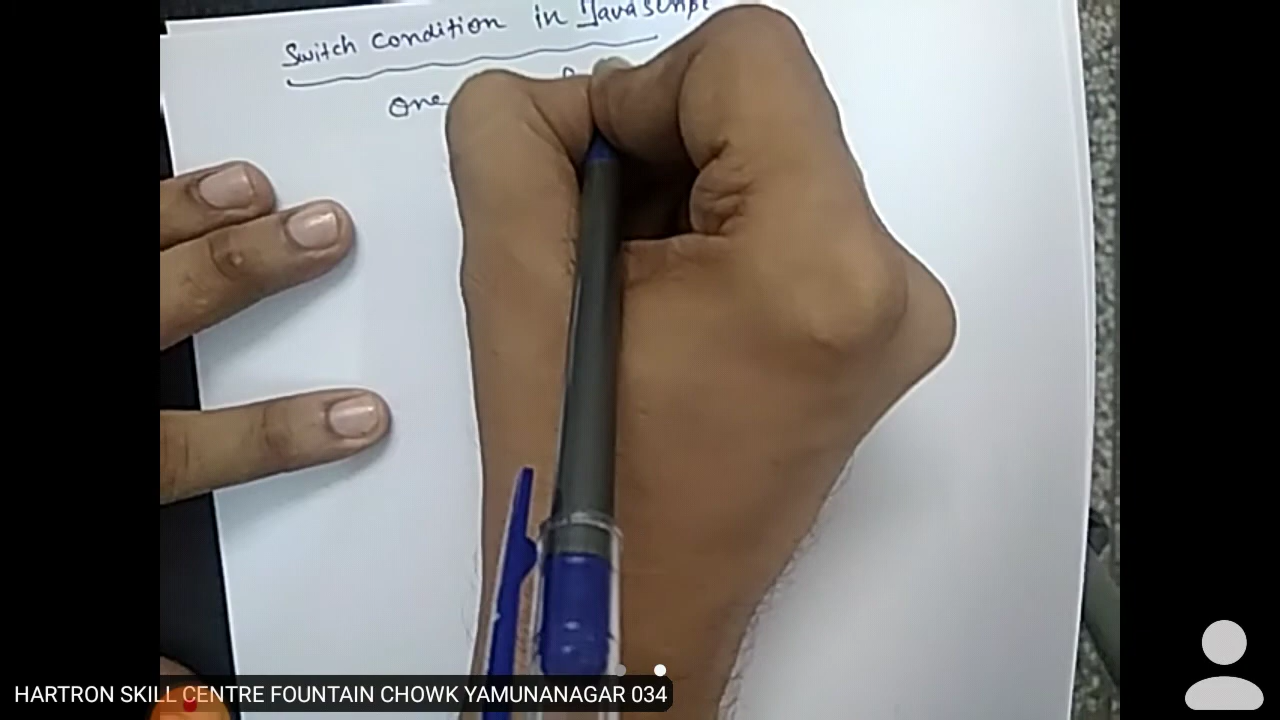 Switch Condition in Javascript
One
HARTRON SKILL CENTRE FOUNTAIN CHOWK YAMUNANAGAR 034